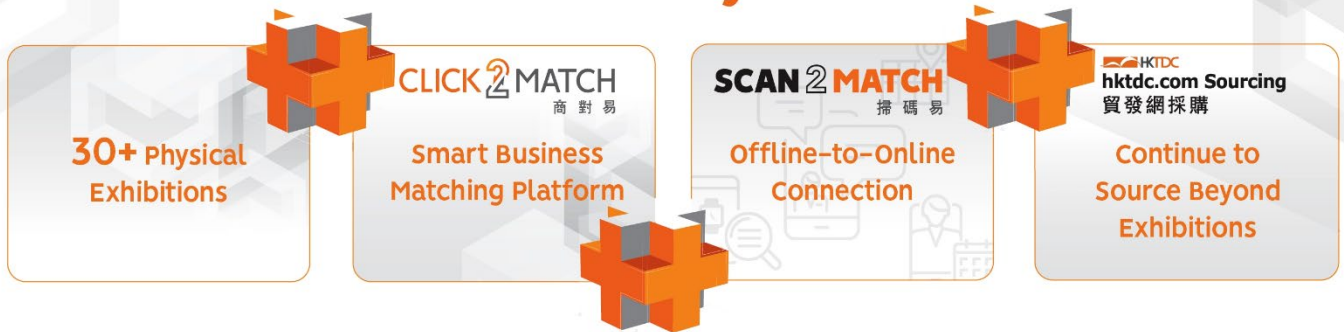 30+ Physical
Exhibitions
CLICK2MATCH
商對易
Smart Business
Matching Platform
SCAN2MATCH
掃碼易
Offline-to-Online
Connection
HKTDC
hktdc.com Sourcing
貿發網採購
Continue to
Source Beyond
Exhibitions